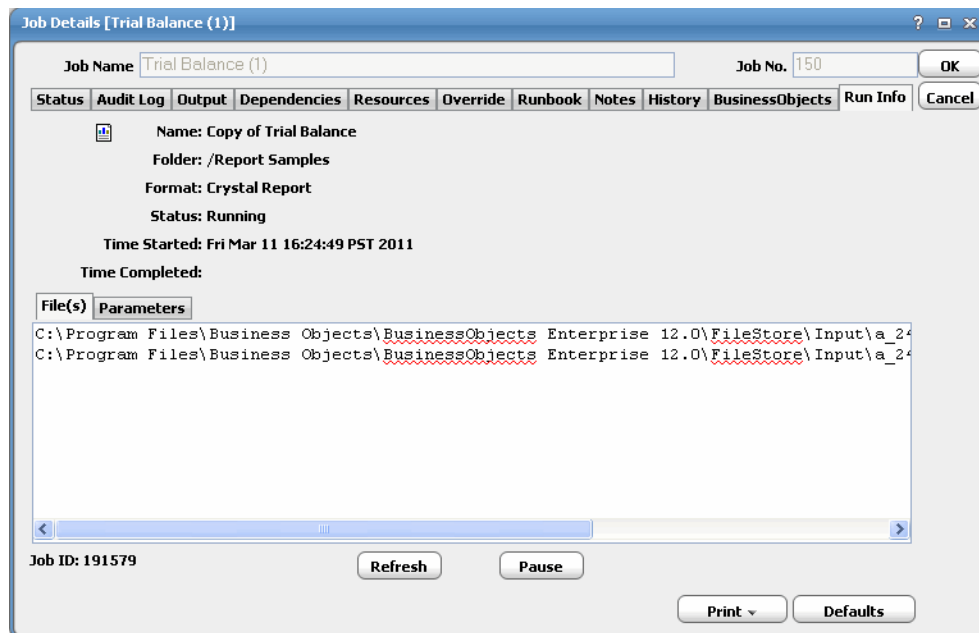 Job Details [Trial Balance (1)]
Job Name Trial Balance (1) Job No. 150 OK
Status Audit Log Output Dependencies Resources Override Runbook Notes History BusinessObjects Run Info Cancel
Name: Copy of Trial Balance
Folder: /Report Samples
Format: Crystal Report
Status: Running
Time Started: Fri Mar 11 16:24:49 PST 2011
Time Completed:
File(s) Parameters
C:\Program Files\Business Objects\BusinessObjects Enterprise 12.0\FileStore\Input\a_24
C:\Program Files\Business Objects\BusinessObjects Enterprise 12.0\FileStore\Input\a_24
Job ID: 191579
Refresh Pause
Print Defaults